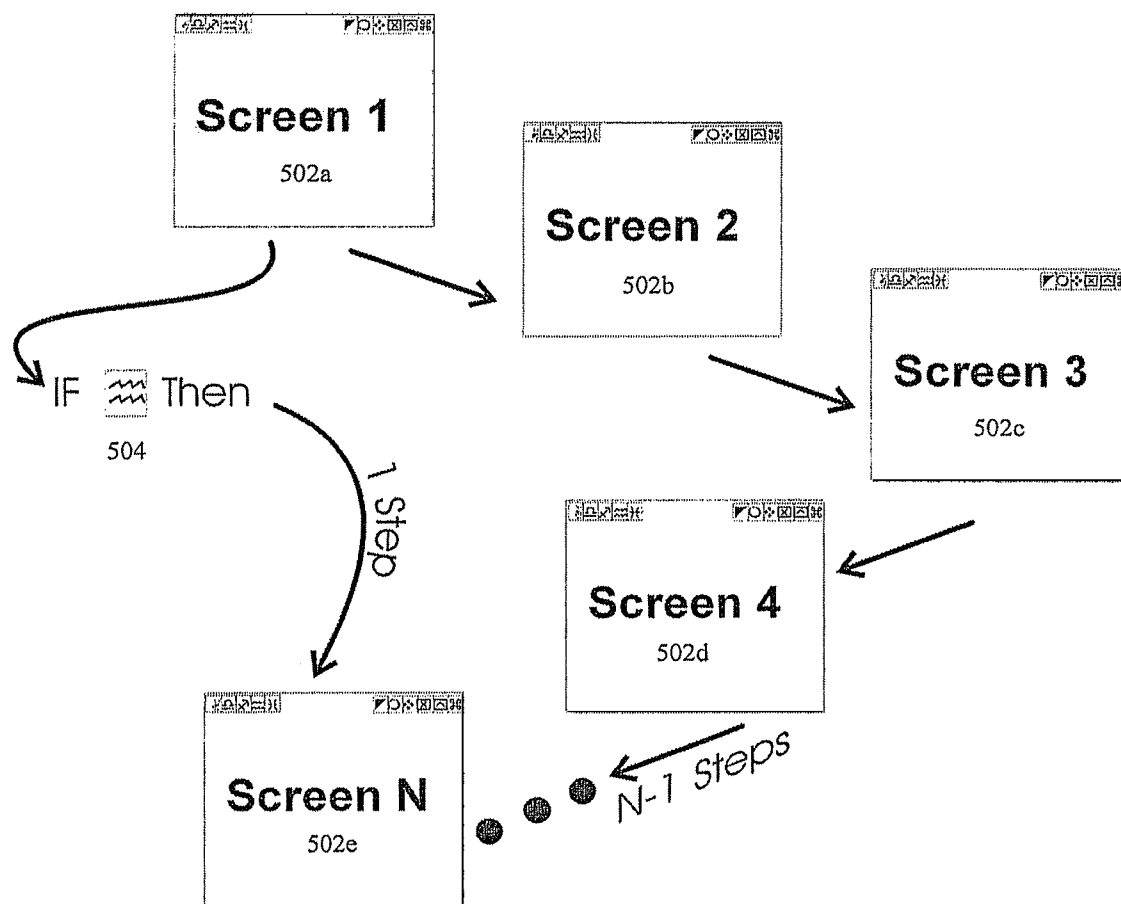 Screen 1
502a
Screen 2
502b
Screen 3
502c
IF Then
504
1 Step
Screen 4
502d
N-1 Steps
Screen N
502e